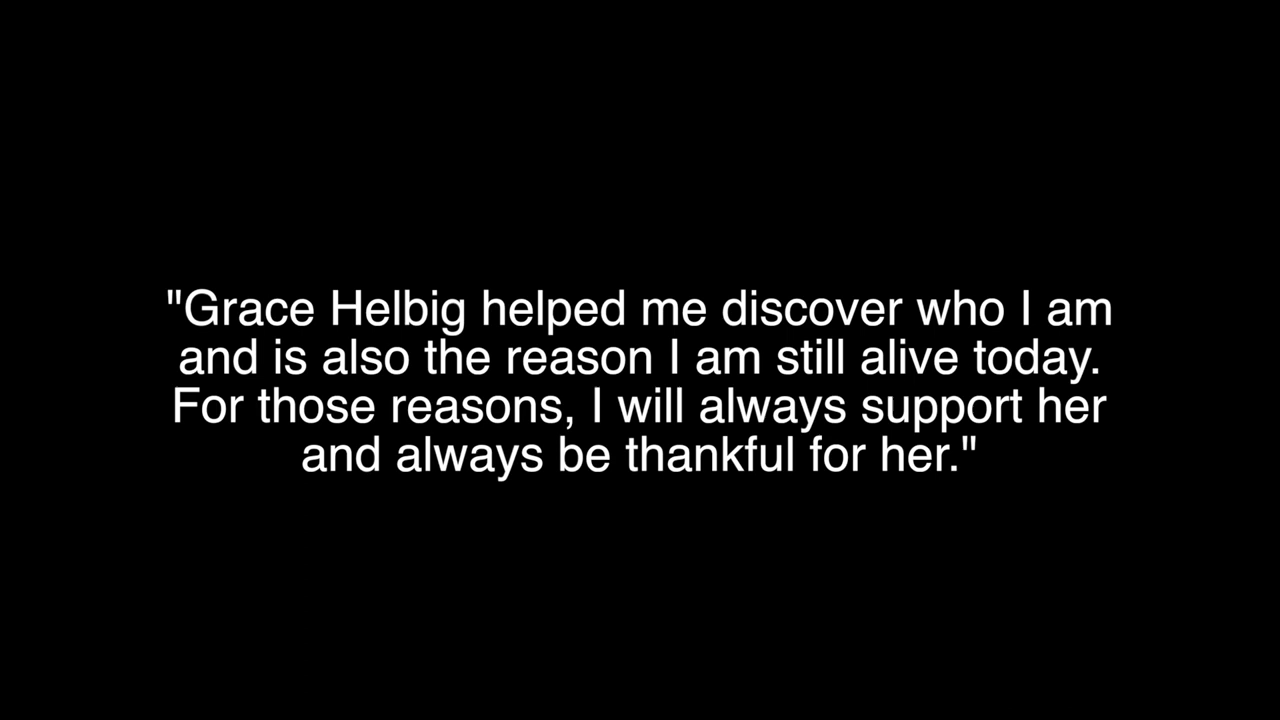 "Grace Helbig helped me discover who I am
and is also the reason I am still alive today.
For those reasons, I will always support her
and always be thankful for her."